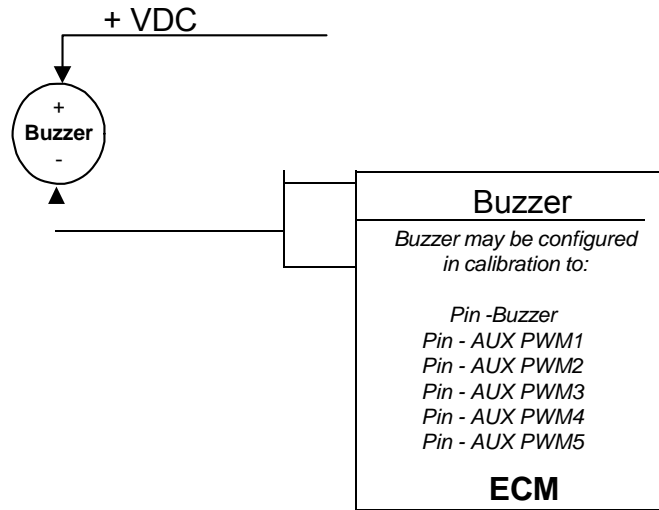 + VDC
+
Buzzer
-
Buzzer
Buzzer may be configured
in calibration to:
Pin -Buzzer
Pin - AUX PWM1
Pin - AUX PWM2
Pin - AUX PWM3
Pin - AUX PWM4
Pin - AUX PWM5
ECM